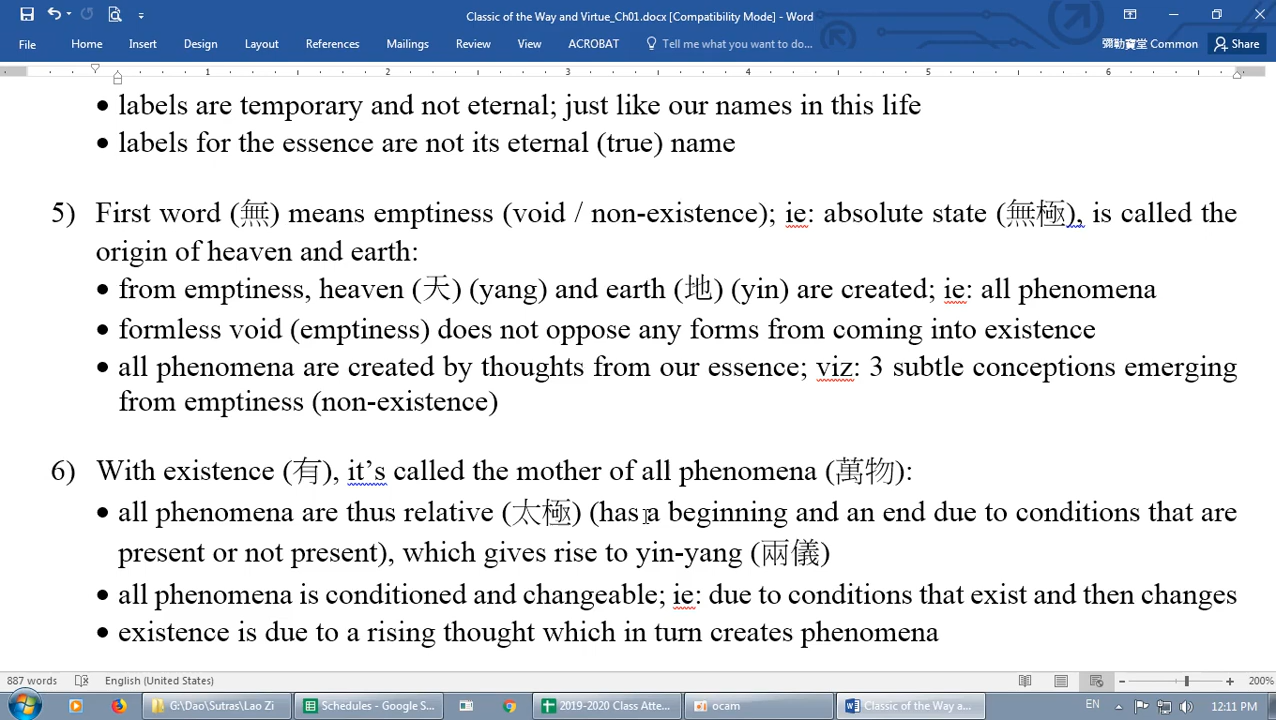 Classic of the Way and Virtue_Ch01.docx [Compatibility Mode] - Word
File Home Insert Design Layout References Mailings Review View ACROBAT Tell me what you want to do... 彌勒寶堂 Common Share
1 2 3 4 5 6
• labels are temporary and not eternal; just like our names in this life
• labels for the essence are not its eternal (true) name
5) First word (無) means emptiness (void / non-existence); ie: absolute state (無極), is called the
origin of heaven and earth:
• from emptiness, heaven (天) (yang) and earth (地) (yin) are created; ie: all phenomena
• formless void (emptiness) does not oppose any forms from coming into existence
• all phenomena are created by thoughts from our essence; viz: 3 subtle conceptions emerging
from emptiness (non-existence)
6) With existence (有), it's called the mother of all phenomena (萬物):
• all phenomena are thus relative (太極) (has a beginning and an end due to conditions that are
present or not present), which gives rise to yin-yang (兩儀)
• all phenomena is conditioned and changeable; ie: due to conditions that exist and then changes
• existence is due to a rising thought which in turn creates phenomena
887 words English (United States) 200%
G:\Dao\Sutras\Lao Zi Schedules - Google S... 2019-2020 Class Atte... ocam Classic of the Way a... EN 12:11 PM